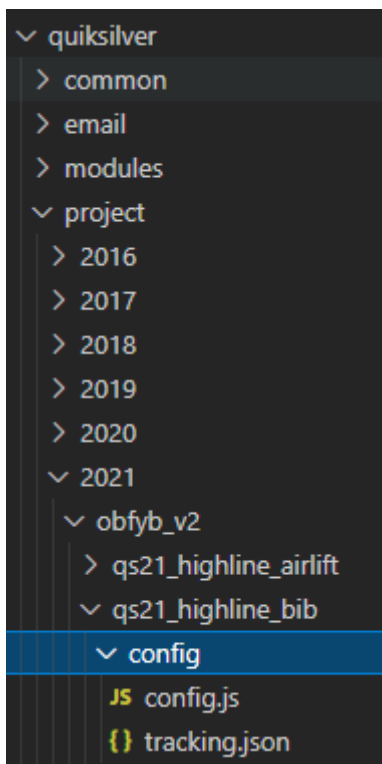 quiksilver
common
email
modules
project
2016
2017
2018
2019
2020
2021
obfyb_v2
qs21_highline_airlift
qs21_highline_bib
config
JS config.js
{} tracking.json